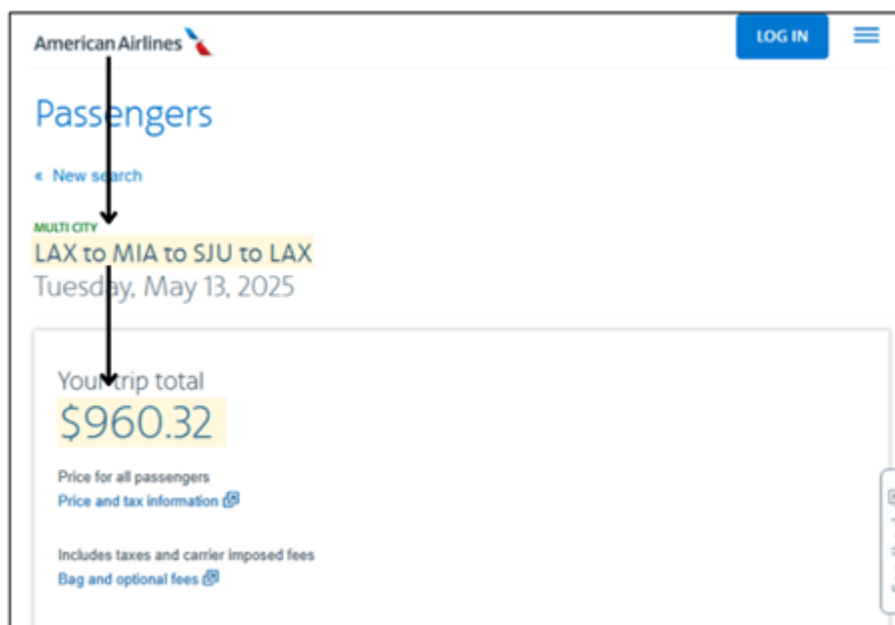 American Airlines
LOG IN
Passengers
« New search
MULTI CITY
LAX to MIA to SJU to LAX
Tuesday, May 13, 2025
Your trip total
$960.32
Price for all passengers
Price and tax information
Includes taxes and carrier imposed fees
Bag and optional fees